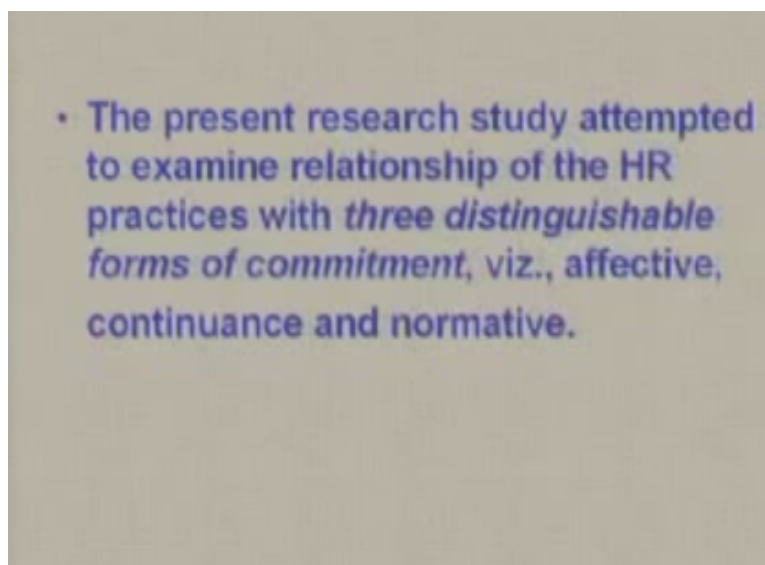 • The present research study attempted
to examine relationship of the HR
practices with three distinguishable
forms of commitment, viz., affective,
continuance and normative.